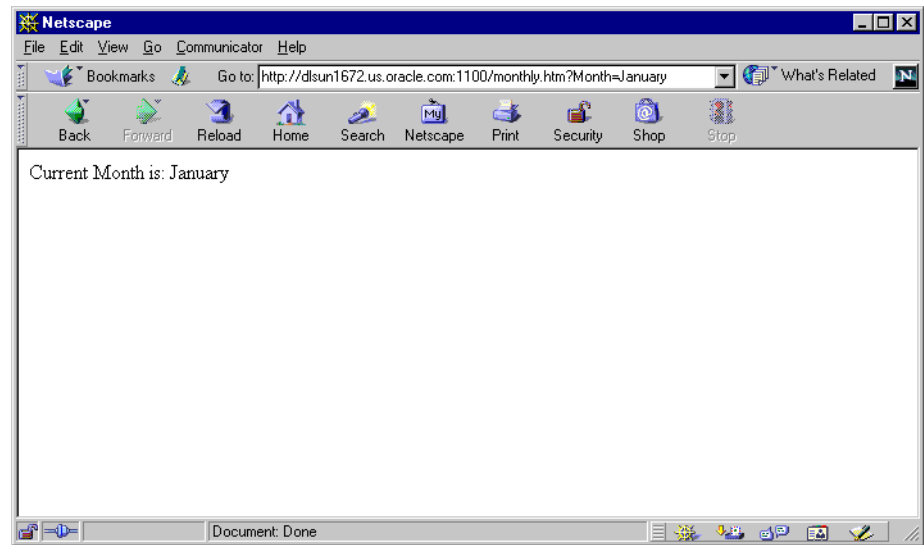 Netscape
File Edit View Go Communicator Help
Bookmarks Go to: http://dlsun1672.us.oracle.com:1100/monthly.htm?Month=January What's Related N
My
Back Forward Reload Home Search Netscape Print Security Shop Stop
Current Month is: January
Document: Done